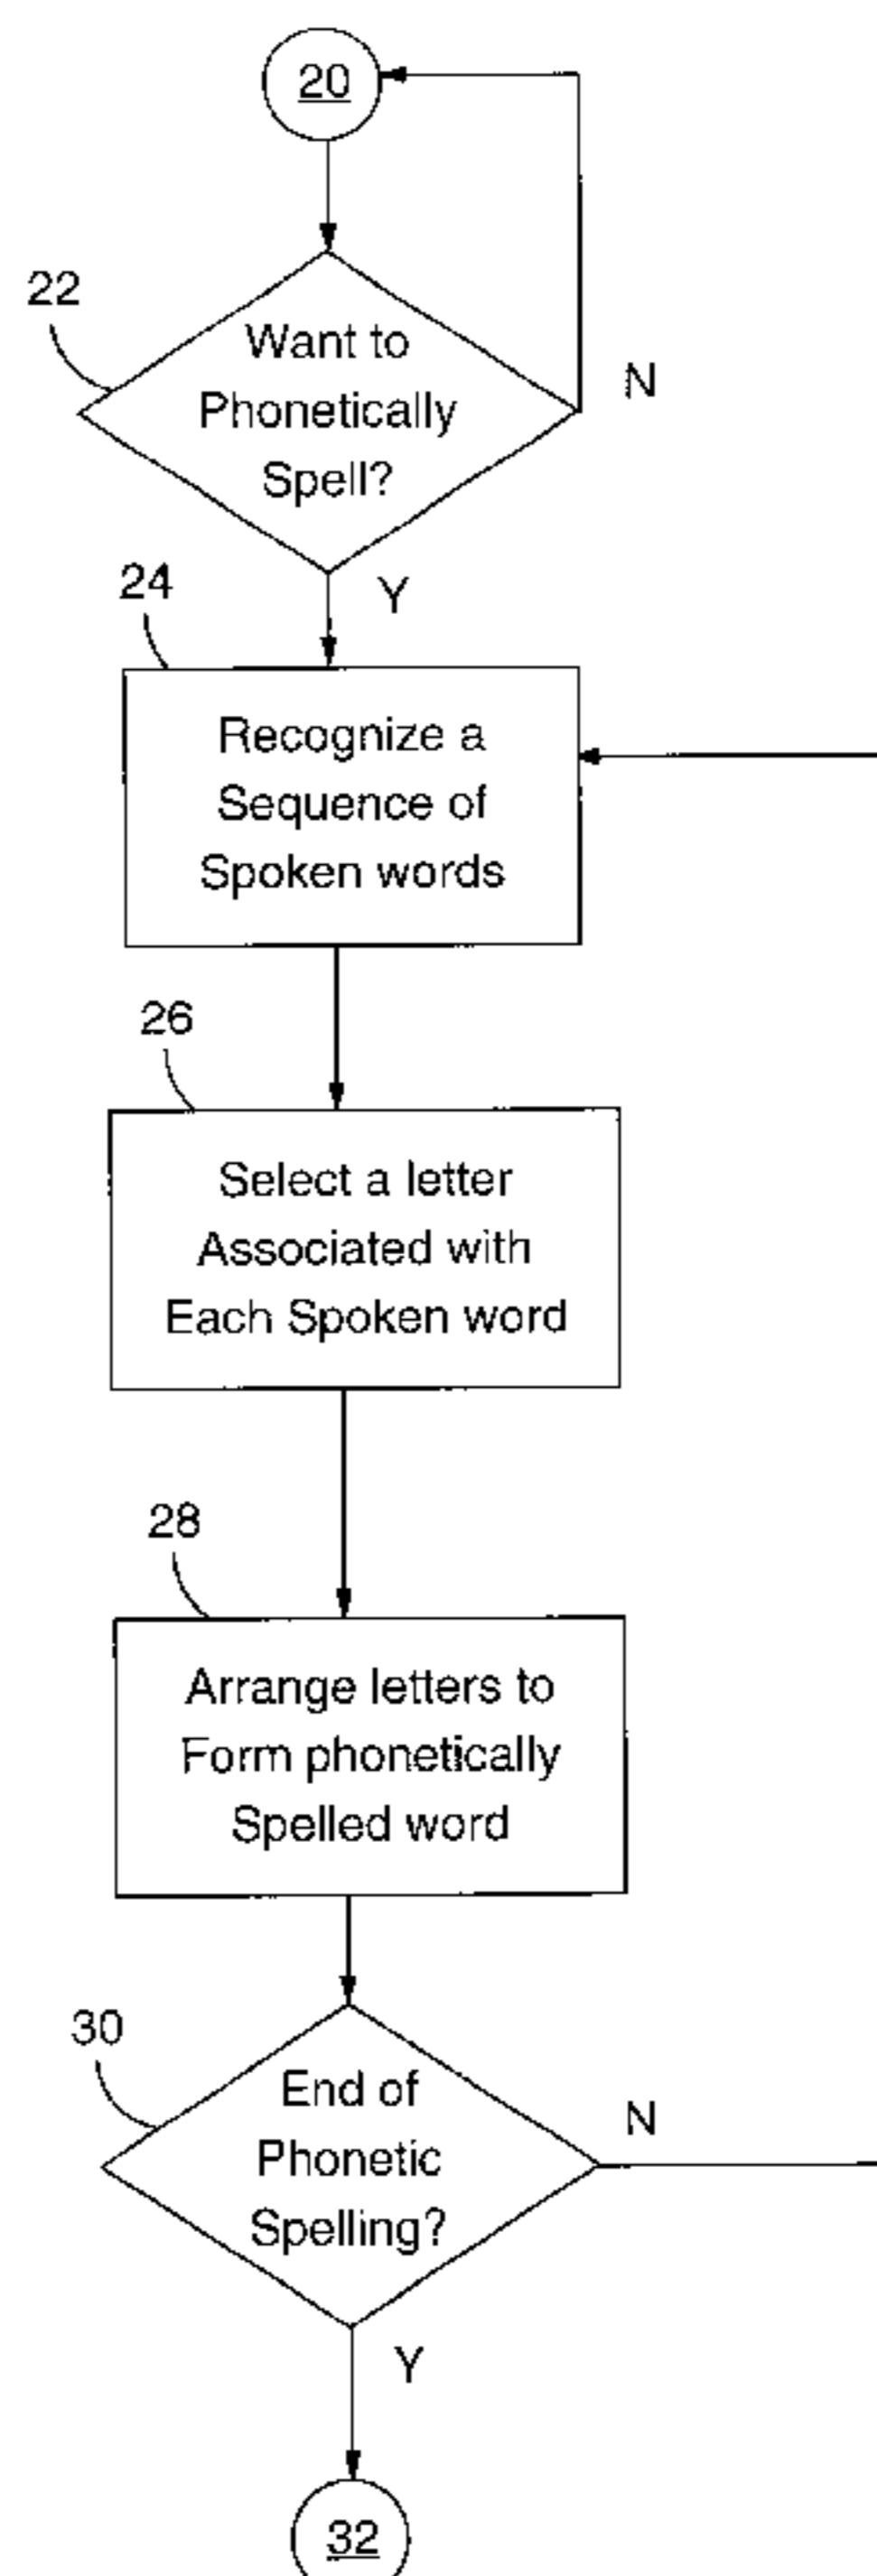 20
22
Want to
Phonetically
Spell?
N
24
Y
Recognize a
Sequence of
Spoken words
26
Select a letter
Associated with
Each Spoken word
28
Arrange letters to
Form phonetically
Spelled word
30
End of
Phonetic
Spelling?
N
Y
32